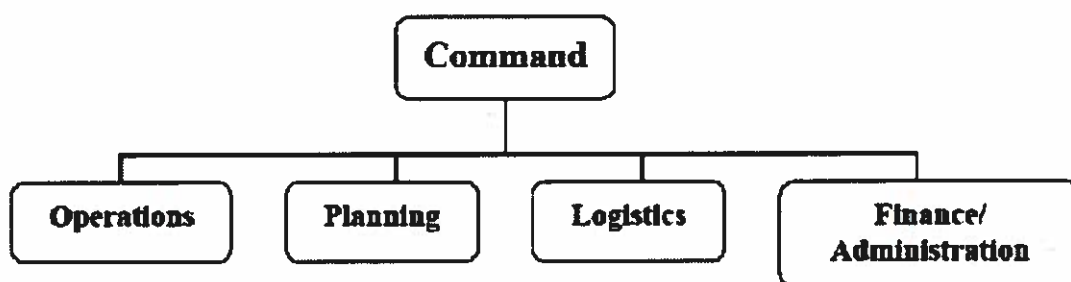 Command
Operations
Planning
Logistics
Finance/
Administration